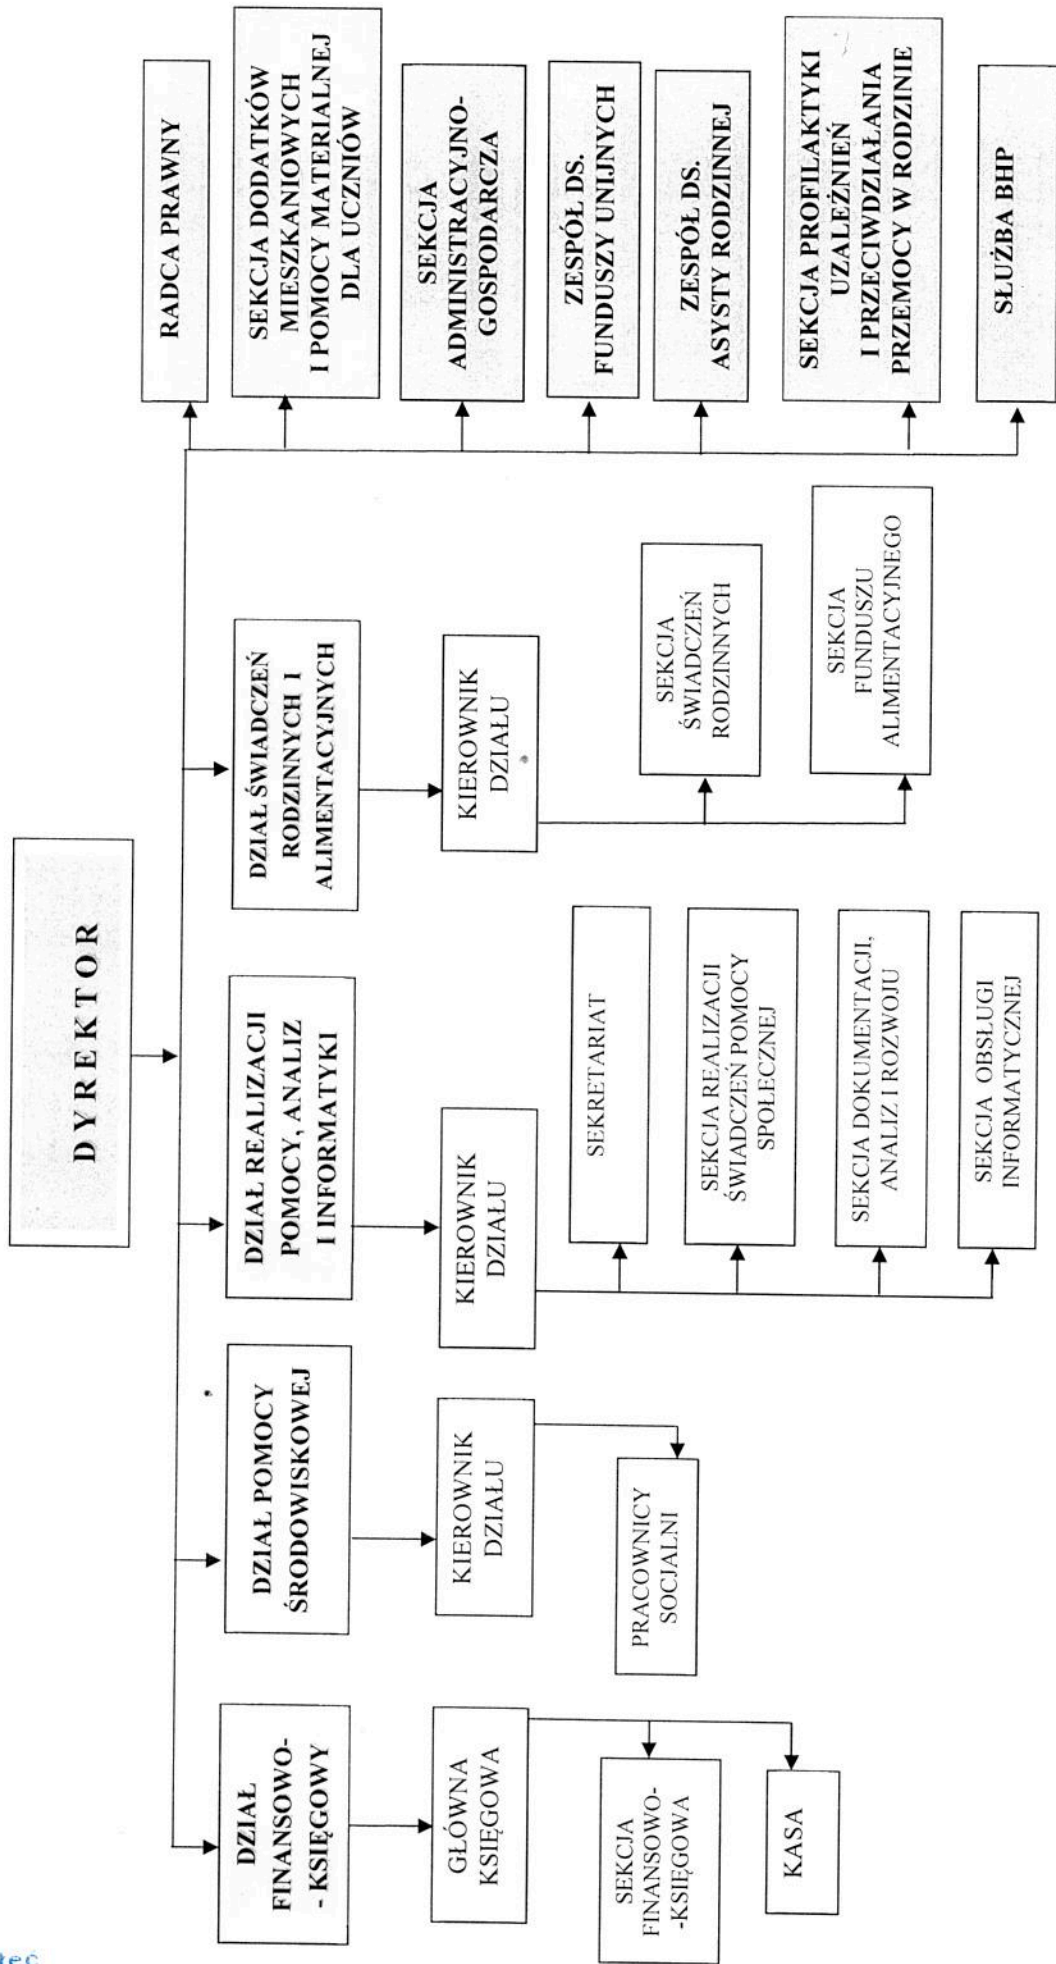 DYREKTOR
DZIAŁ
FINANSOWO-
- KSIĘGOWY
GŁÓWNA
KSIĘGOWA
SEKCJA
FINANSOWO-
-KSIĘGOWA
KASA
DZIAŁ POMOCY
ŚRODOWISKOWEJ
KIEROWNIK
DZIAŁU
PRACOWNICY
SOCJALNI
DZIAŁ REALIZACJI
POMOCY, ANALIZ
I INFORMATYKI
KIEROWNIK
DZIAŁU
SEKRETARIAT
SEKCJA REALIZACJI
ŚWIADCZEŃ POMOCY
SPOŁECZNEJ
SEKCJA DOKUMENTACJI,
ANALIZ I ROZWOJU
SEKCJA OBSŁUGI
INFORMATYCZNEJ
DZIAŁ ŚWIADCZEŃ
RODZINNYCH I
ALIMENTACYJNYCH
KIEROWNIK
DZIAŁU
SEKCJA
ŚWIADCZEŃ
RODZINNYCH
SEKCJA
FUNDUSZU
ALIMENTACYJNEGO
RADCA PRAWNY
SEKCJA DODATKÓW
MIESZKANIOWYCH
I POMOCY MATERIALNEJ
DLA UCZNIÓW
SEKCJA
ADMINISTRACYJNO-
GOSPODARCZA
ZESPÓŁ DS.
FUNDUSZY UNIJNYCH
ZESPÓŁ DS.
ASYSTY RODZINNEJ
SEKCJA PROFILAKTYKI
UZALEŻNIEŃ
I PRZECIWDZIAŁANIA
PRZEMOCY W RODZINIE
SŁUŻBA BHP